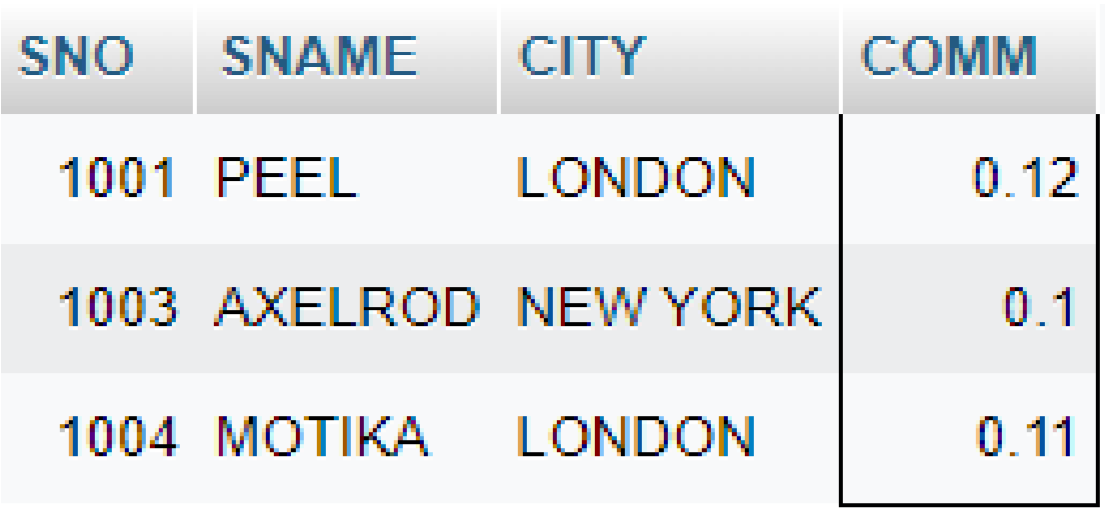 SNO SNAME CITY COMM
1001 PEEL LONDON 0.12
1003 AXELROD NEW YORK 0.1
1004 MOTIKA LONDON 0.11